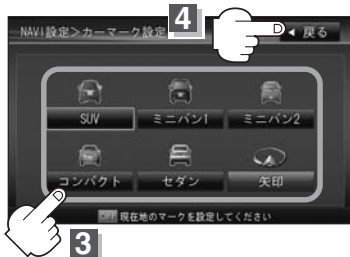 NAVI設定＞カーマーク設定
4
◀ 戻る
SUV
ミニバン1
ミニバン2
コンパクト
セダン
矢印
OFF 現在地のマークを設定してください
3